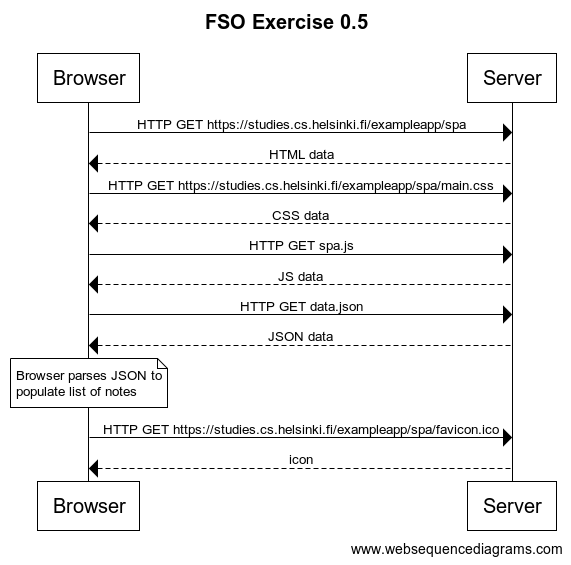 FSO Exercise 0.5
Browser
Server
HTTP GET https://studies.cs.helsinki.fi/exampleapp/spa
HTML data
HTTP GET https://studies.cs.helsinki.fi/exampleapp/spa/main.css
CSS data
HTTP GET spa.js
JS data
HTTP GET data.json
JSON data
Browser parses JSON to
populate list of notes
HTTP GET https://studies.cs.helsinki.fi/exampleapp/spa/favicon.ico
icon
Browser
Server
www.websequencediagrams.com